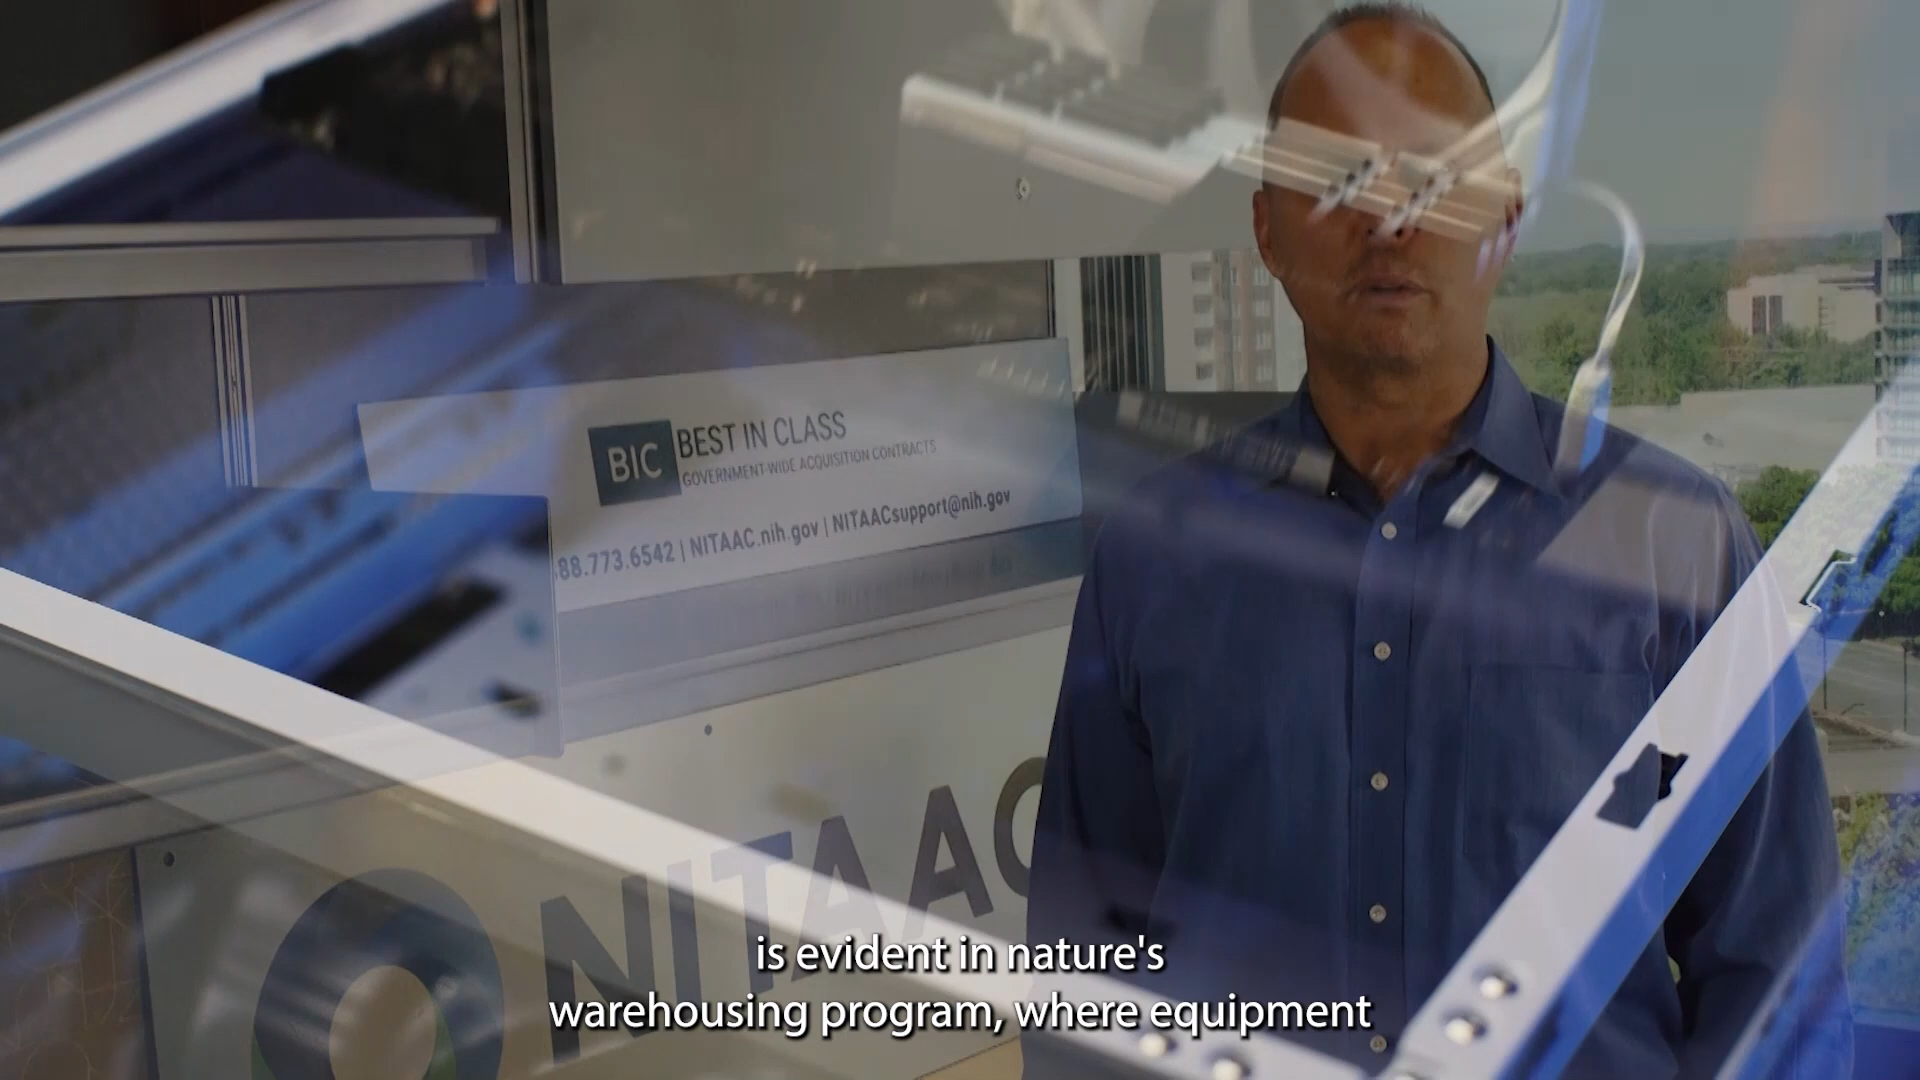 BIC BEST IN CLASS
GOVERNMENT-WIDE ACQUISITION CONTRACTS
88.773.6542 | NITAAC.nih.gov | NITAACsupport@nih.gov
NITAAC
is evident in nature's
warehousing program, where equipment